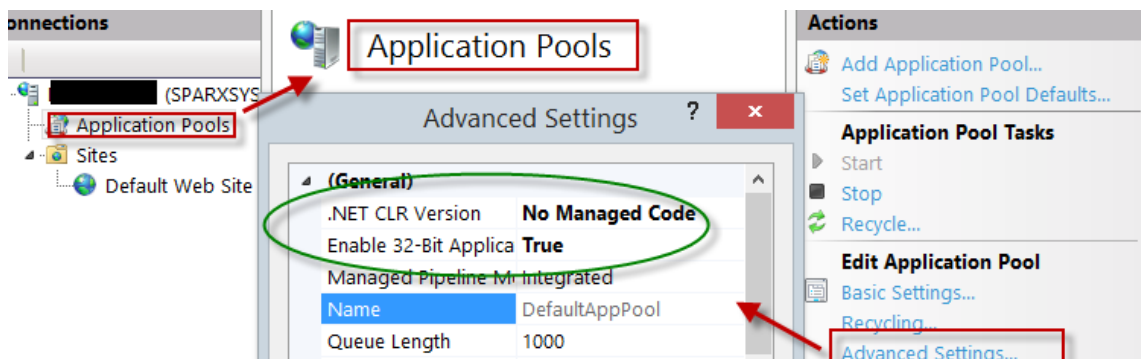 onnections
(SPARXSYS
Application Pools
Sites
Default Web Site
Application Pools
Advanced Settings ? x
(General)
.NET CLR Version No Managed Code
Enable 32-Bit Applica True
Managed Pipeline M Integrated
Name DefaultAppPool
Queue Length 1000
Actions
Add Application Pool...
Set Application Pool Defaults...
Application Pool Tasks
Start
Stop
Recycle...
Edit Application Pool
Basic Settings...
Recycling...
Advanced Settings...